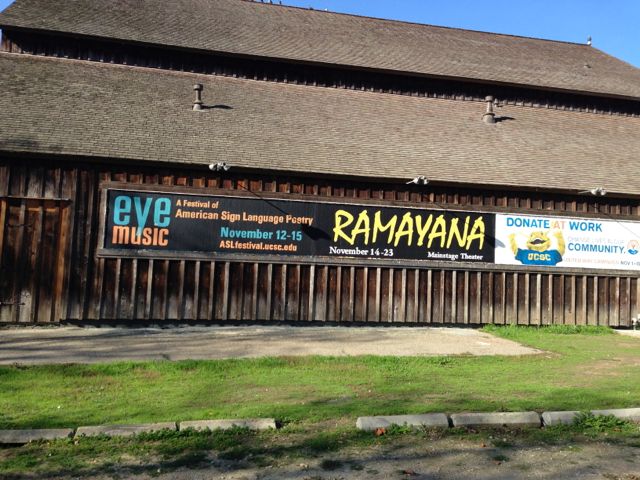 eye
music
A Festival of
American Sign Language Poetry
November 12-15
ASLfestival.ucsc.edu
RAMAYANA
November 14-23
Mainstage Theater
DONATE AT WORK
COMMUNITY.
UCSC